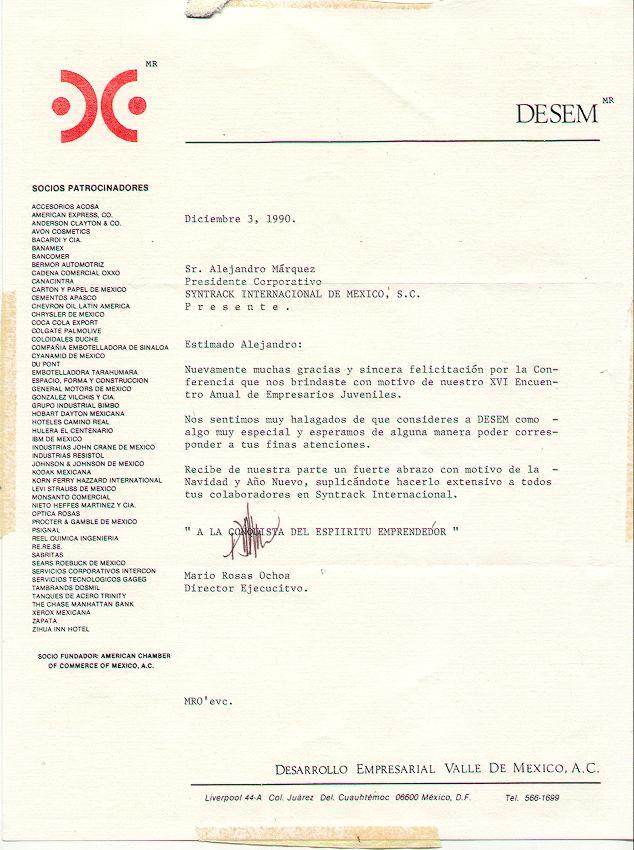 MR
DESEM MR
SOCIOS PATROCINADORES
ACCESORIOS ACOSA
AMERICAN EXPRESS, CO.
ANDERSON CLAYTON & CO.
AVON COSMETICS
BACARDI Y CIA.
BANAMEX
BANCOMER
BERMOR AUTOMOTRIZ
CADENA COMERCIAL OXXO
CANACINTRA
CARTON Y PAPEL DE MEXICO
CEMENTOS APASCO
CHEVRON OIL LATIN AMERICA
CHRYSLER DE MEXICO
COCA COLA EXPORT
COLGATE PALMOLIVE
COLOIDALES DUCHE
COMPAÑIA EMBOTELLADORA DE SINALOA
CYANAMID DE MEXICO
DU PONT
EMBOTELLADORA TARAHUMARA
ESPACIO, FORMA Y CONSTRUCCION
GENERAL MOTORS DE MEXICO
GONZALEZ VILCHIS Y CIA.
GRUPO INDUSTRIAL BIMBO
HOBART DAYTON MEXICANA
HOTELES CAMINO REAL
HULERA EL CENTENARIO
IBM DE MEXICO
INDUSTRIAS JOHN CRANE DE MEXICO
INDUSTRIAS RESISTOL
JOHNSON & JOHNSON DE MEXICO
KODAK MEXICANA
KORN FERRY HAZZARD INTERNATIONAL
LEVI STRAUSS DE MEXICO
MONSANTO COMERCIAL
NIETO HEFFES MARTINEZ Y CIA.
OPTICA ROSAS
PROCTER & GAMBLE DE MEXICO
PSIGNAL
REEL QUIMICA INGENIERIA
RE.RE.SE.
SABRITAS
SEARS ROEBUCK DE MEXICO
SERVICIOS CORPORATIVOS INTERCON
SERVICIOS TECNOLOGICOS GAGEG
TAMBRANDS DOSMIL
TANQUES DE ACERO TRINITY
THE CHASE MANHATTAN BANK
XEROX MEXICANA
ZAPATA
ZIHUA INN HOTEL
SOCIO FUNDADOR: AMERICAN CHAMBER
OF COMMERCE OF MEXICO, A.C.
Diciembre 3, 1990.
Sr. Alejandro Márquez
Presidente Corporativo
SYNTRACK INTERNACIONAL DE MEXICO, S.C.
P r e s e n t e .
Estimado Alejandro:
Nuevamente muchas gracias y sincera felicitación por la Con-
ferencia que nos brindaste con motivo de nuestro XVI Encuen-
tro Anual de Empresarios Juveniles.
Nos sentimos muy halagados de que consideres a DESEM como -
algo muy especial y esperamos de alguna manera poder corres-
ponder a tus finas atenciones.
Recibe de nuestra parte un fuerte abrazo con motivo de la -
Navidad y Año Nuevo, suplicándote hacerlo extensivo a todos
tus colaboradores en Syntrack Internacional.
" A LA CONQUISTA DEL ESPIIRITU EMPRENDEDOR "
Mario Rosas Ochoa
Director Ejecucitvo.
MRO'evc.
DESARROLLO EMPRESARIAL VALLE DE MEXICO, A.C.
Liverpool 44-A Col. Juárez Del. Cuauhtémoc 06600 México, D.F. Tel. 566-1699